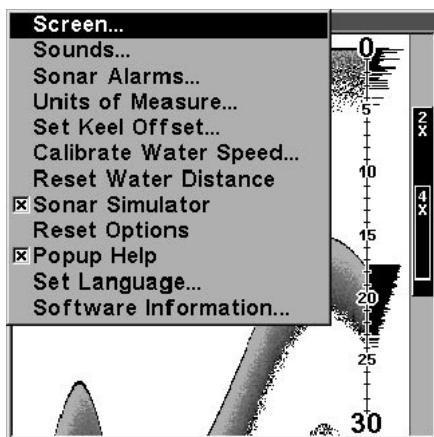 Screen...
Sounds...
Sonar Alarms...
Units of Measure...
Set Keel Offset...
Calibrate Water Speed...
Reset Water Distance
Sonar Simulator
Reset Options
Popup Help
Set Language...
Software Information...
0
5
10
15
20
25
30
2x
4x